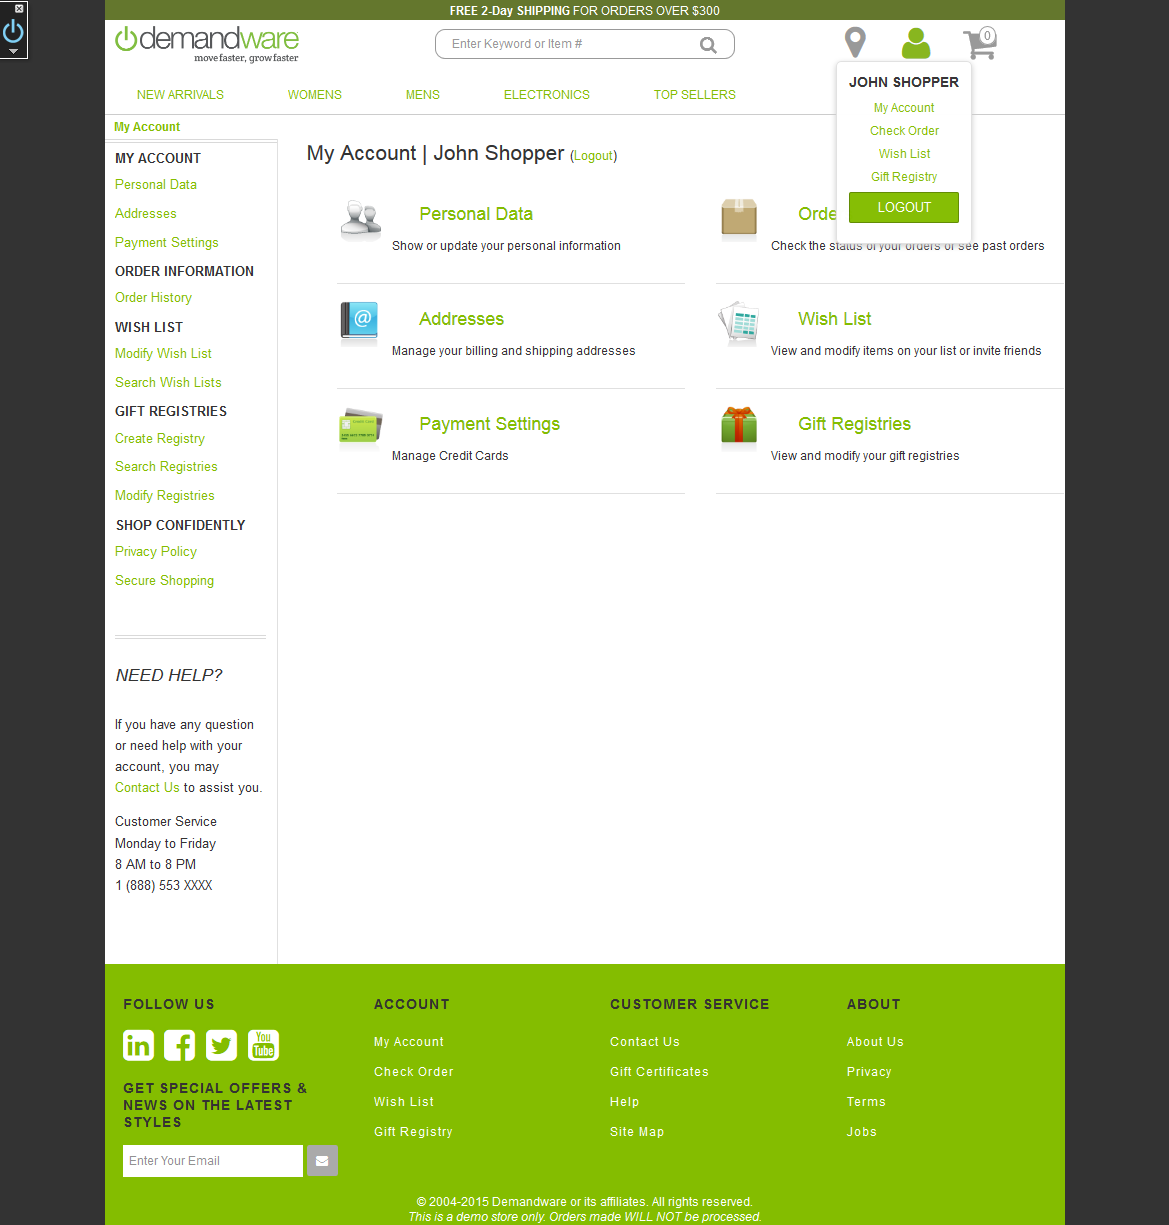 FREE 2-Day SHIPPING FOR ORDERS OVER $300
demandware
move faster, grow faster
Enter Keyword or Item #
0
NEW ARRIVALS
WOMENS
MENS
ELECTRONICS
TOP SELLERS
JOHN SHOPPER
My Account
Check Order
Wish List
Gift Registry
LOGOUT
My Account
MY ACCOUNT
Personal Data
Addresses
Payment Settings
ORDER INFORMATION
Order History
WISH LIST
Modify Wish List
Search Wish Lists
GIFT REGISTRIES
Create Registry
Search Registries
Modify Registries
SHOP CONFIDENTLY
Privacy Policy
Secure Shopping
NEED HELP?
If you have any question
or need help with your
account, you may
Contact Us to assist you.
Customer Service
Monday to Friday
8 AM to 8 PM
1 (888) 553 XXXX
My Account | John Shopper (Logout)
Personal Data
Show or update your personal information
Orde
Check the status of your orders or see past orders
Addresses
Manage your billing and shipping addresses
Wish List
View and modify items on your list or invite friends
Payment Settings
Manage Credit Cards
Gift Registries
View and modify your gift registries
FOLLOW US
in
You
Tube
GET SPECIAL OFFERS &
NEWS ON THE LATEST
STYLES
Enter Your Email
ACCOUNT
My Account
Check Order
Wish List
Gift Registry
CUSTOMER SERVICE
Contact Us
Gift Certificates
Help
Site Map
ABOUT
About Us
Privacy
Terms
Jobs
© 2004-2015 Demandware or its affiliates. All rights reserved.
This is a demo store only. Orders made WILL NOT be processed.